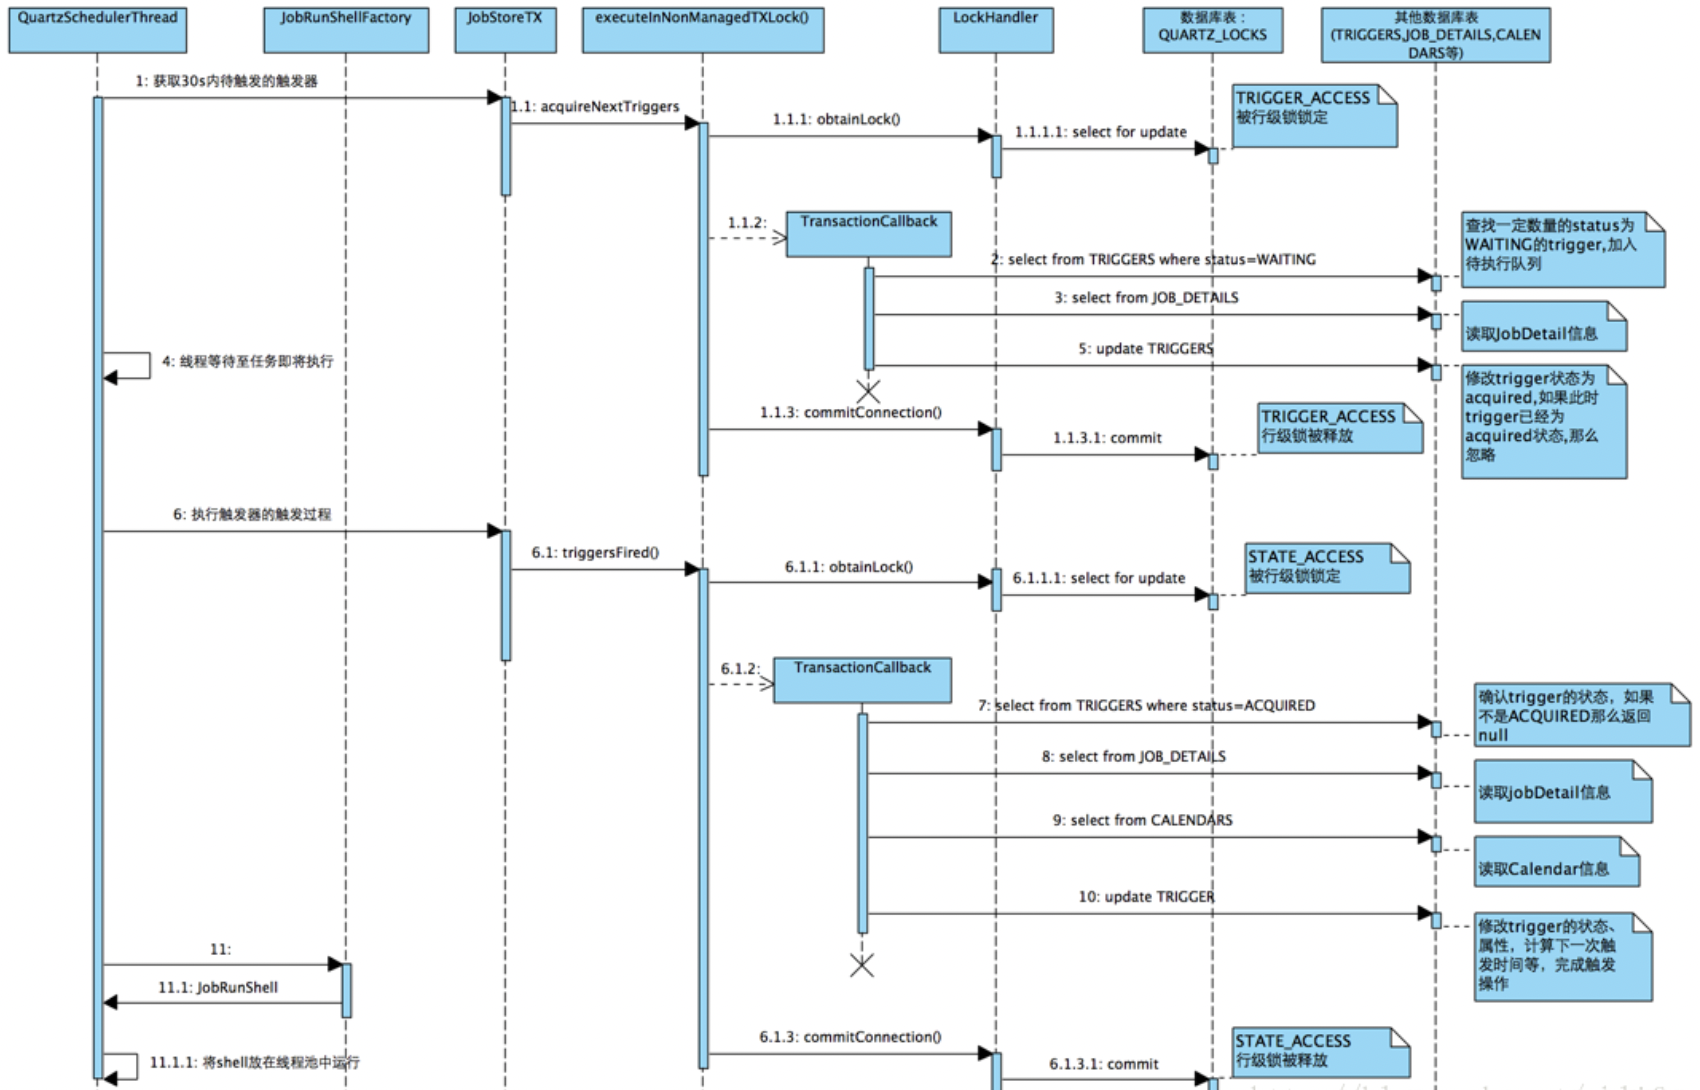 QuartzSchedulerThread
JobRunShellFactory
JobStoreTX
executeInNonManagedTXLock()
LockHandler
数据库表：
QUARTZ_LOCKS
其他数据库表
(TRIGGERS,JOB_DETAILS,CALEN
DARS等)
1: 获取30s内待触发的触发器
1.1: acquireNextTriggers
1.1.1: obtainLock()
1.1.1.1: select for update
TRIGGER_ACCESS
被行级锁锁定
1.1.2:
TransactionCallback
2: select from TRIGGERS where status=WAITING
查找一定数量的status为
WAITING的trigger,加入
待执行队列
3: select from JOB_DETAILS
读取JobDetail信息
4: 线程等待至任务即将执行
5: update TRIGGERS
修改trigger状态为
acquired,如果此时
trigger已经为
acquired状态,那么
忽略
1.1.3: commitConnection()
1.1.3.1: commit
TRIGGER_ACCESS
行级锁被释放
6: 执行触发器的触发过程
6.1: triggersFired()
6.1.1: obtainLock()
6.1.1.1: select for update
STATE_ACCESS
被行级锁锁定
6.1.2:
TransactionCallback
7: select from TRIGGERS where status=ACQUIRED
确认trigger的状态，如果
不是ACQUIRED那么返回
null
8: select from JOB_DETAILS
读取jobDetail信息
9: select from CALENDARS
读取Calendar信息
10: update TRIGGER
修改trigger的状态、
属性，计算下一次触
发时间等，完成触发
操作
11:
11.1: JobRunShell
11.1.1: 将shell放在线程池中运行
6.1.3: commitConnection()
6.1.3.1: commit
STATE_ACCESS
行级锁被释放